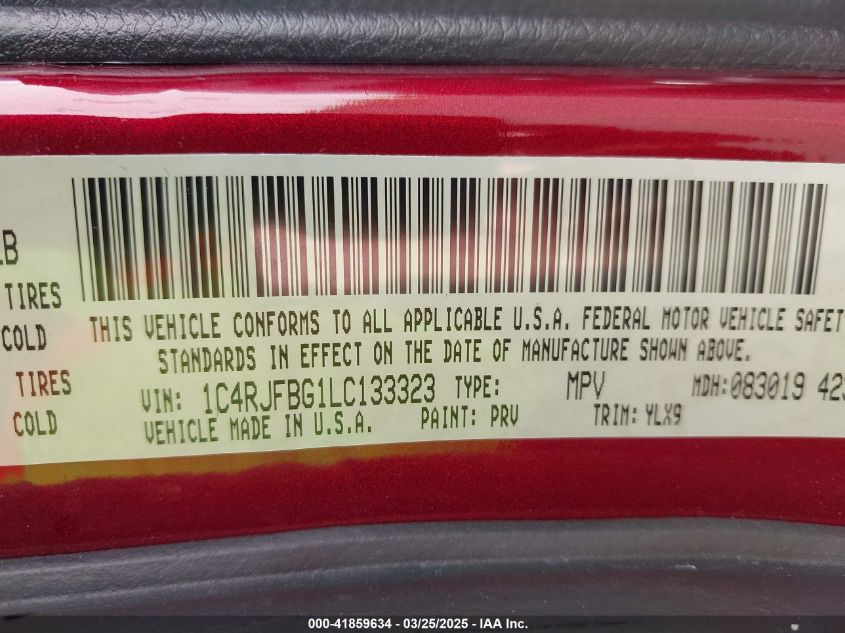 LB
TIRES
COLD
TIRES
COLD
THIS VEHICLE CONFORMS TO ALL APPLICABLE U.S.A. FEDERAL MOTOR VEHICLE SAFET
STANDARDS IN EFFECT ON THE DATE OF MANUFACTURE SHOWN ABOVE.
VIN: 1C4RJFBG1LC133323 TYPE: MPV MDH:083019 42
VEHICLE MADE IN U.S.A. PAINT: PRV TRIM: YLX9
000-41859634 - 03/25/2025 - IAA Inc.